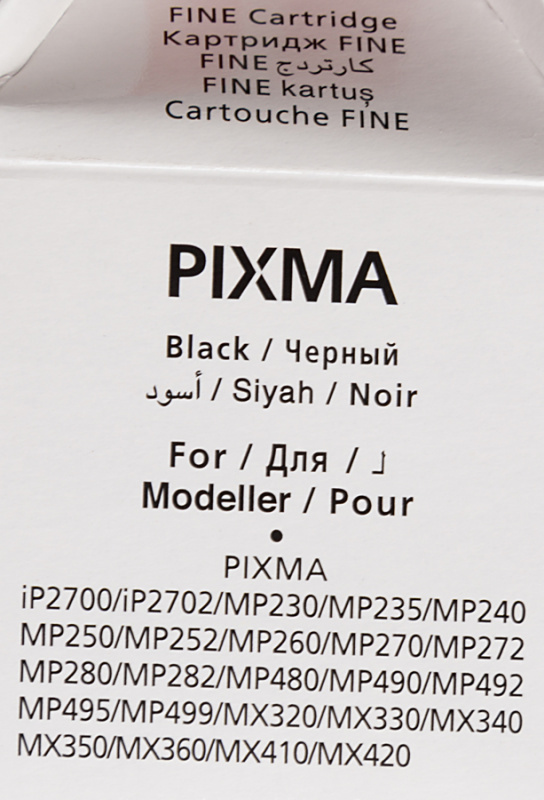 FINE Cartridge
Картридж FINE
FINE كارتردج
FINE kartuş
Cartouche FINE
PIXMA
Black / Черный
أسود / Siyah / Noir
For / Для / لـ
Modeller / Pour
•
PIXMA
iP2700/iP2702/MP230/MP235/MP240
MP250/MP252/MP260/MP270/MP272
MP280/MP282/MP480/MP490/MP492
MP495/MP499/MX320/MX330/MX340
MX350/MX360/MX410/MX420